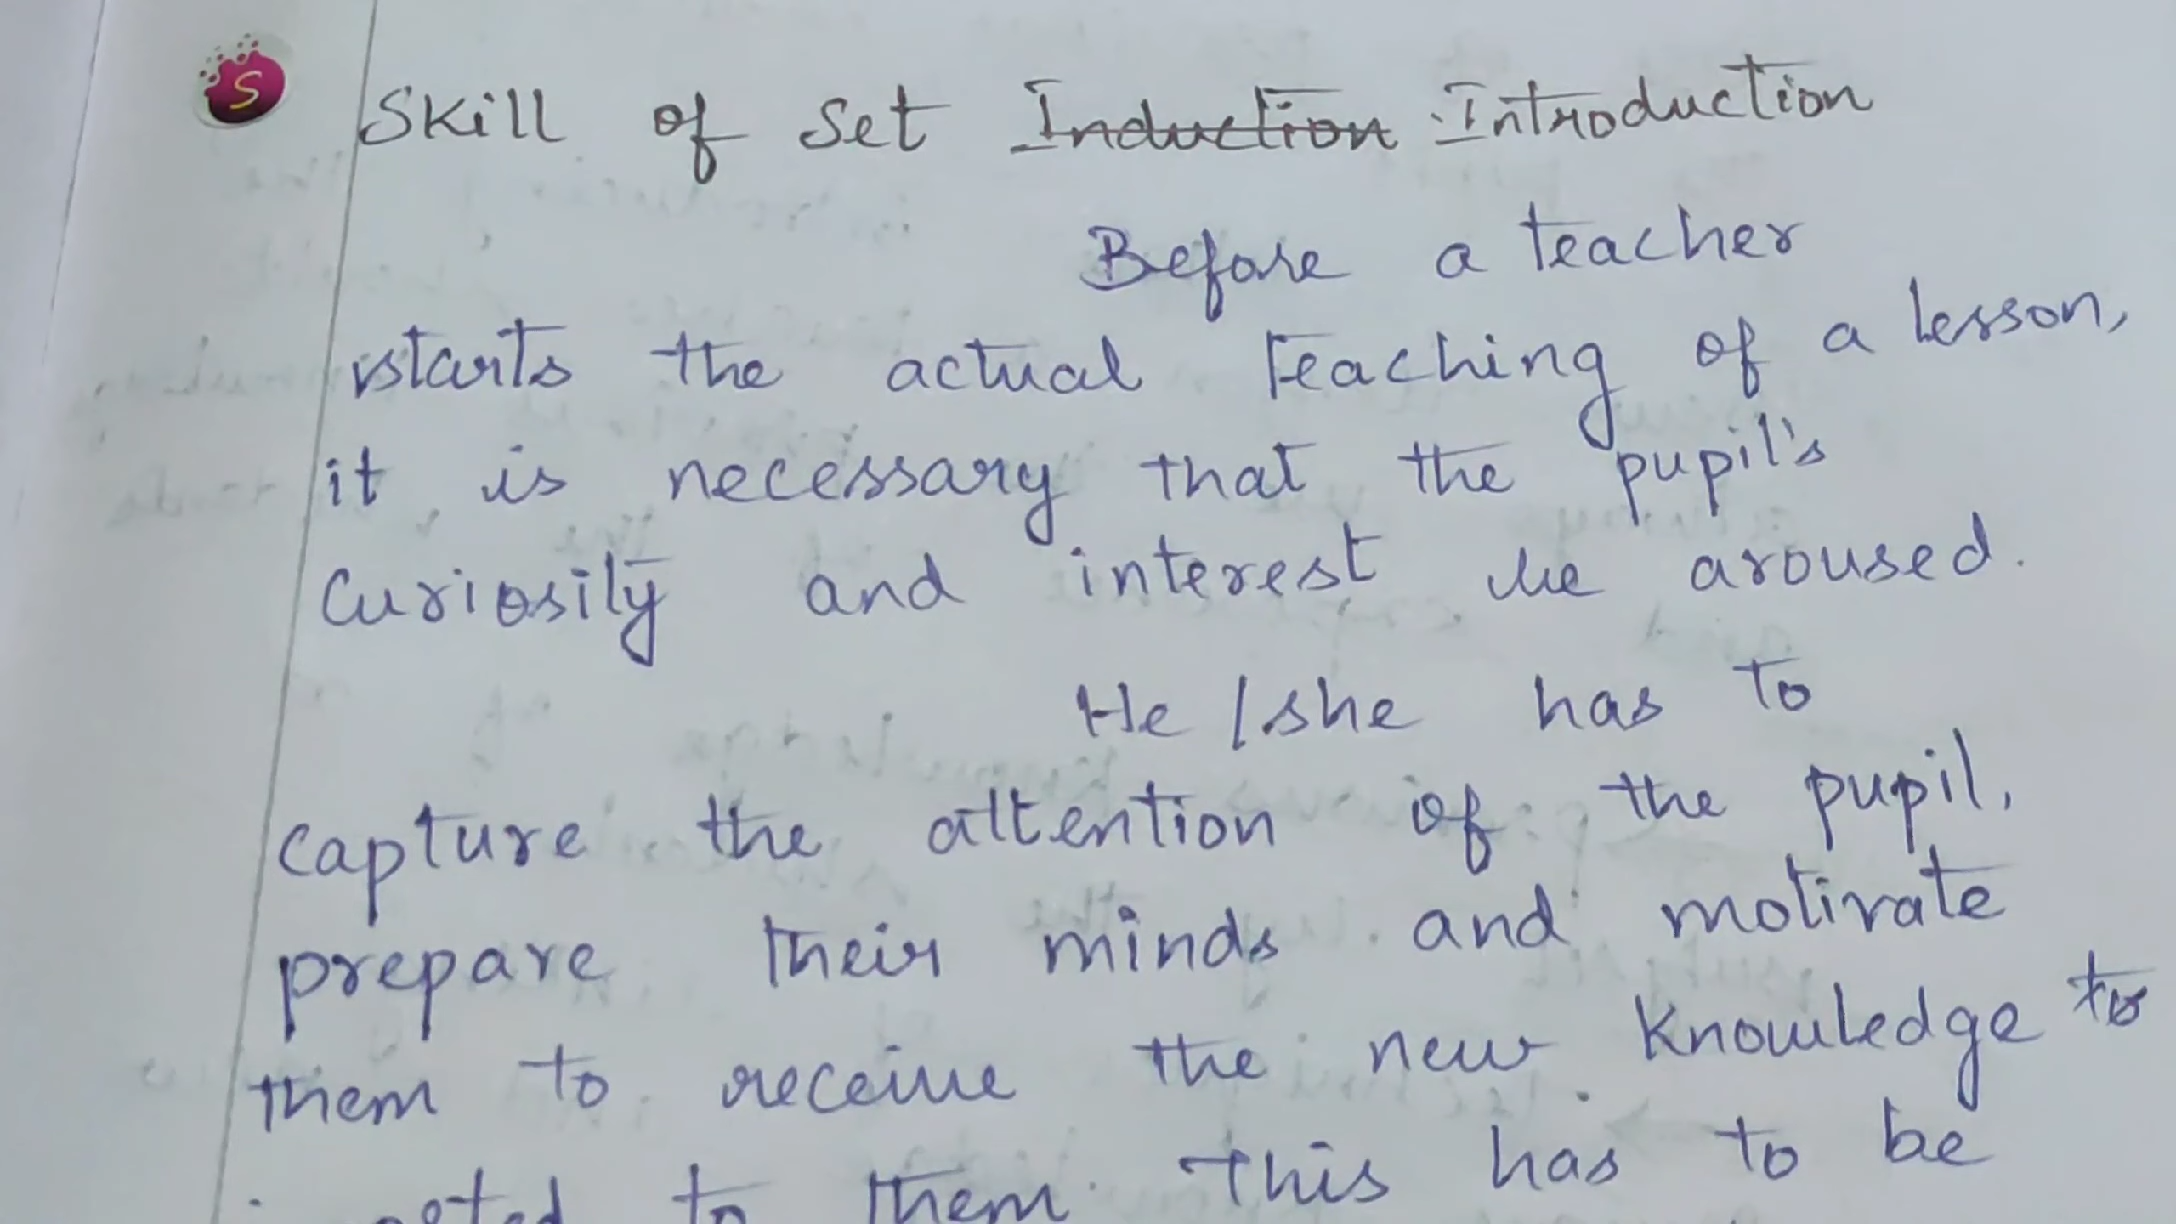 S
Skill of Set Induction Introduction
Before a teacher
starts the actual teaching of a lesson,
it is necessary that the pupil's
Curiosity and interest be aroused.
He/she has to
capture the attention of the pupil,
prepare their minds and motivate
them to receive the new knowledge to
to them. This has to be